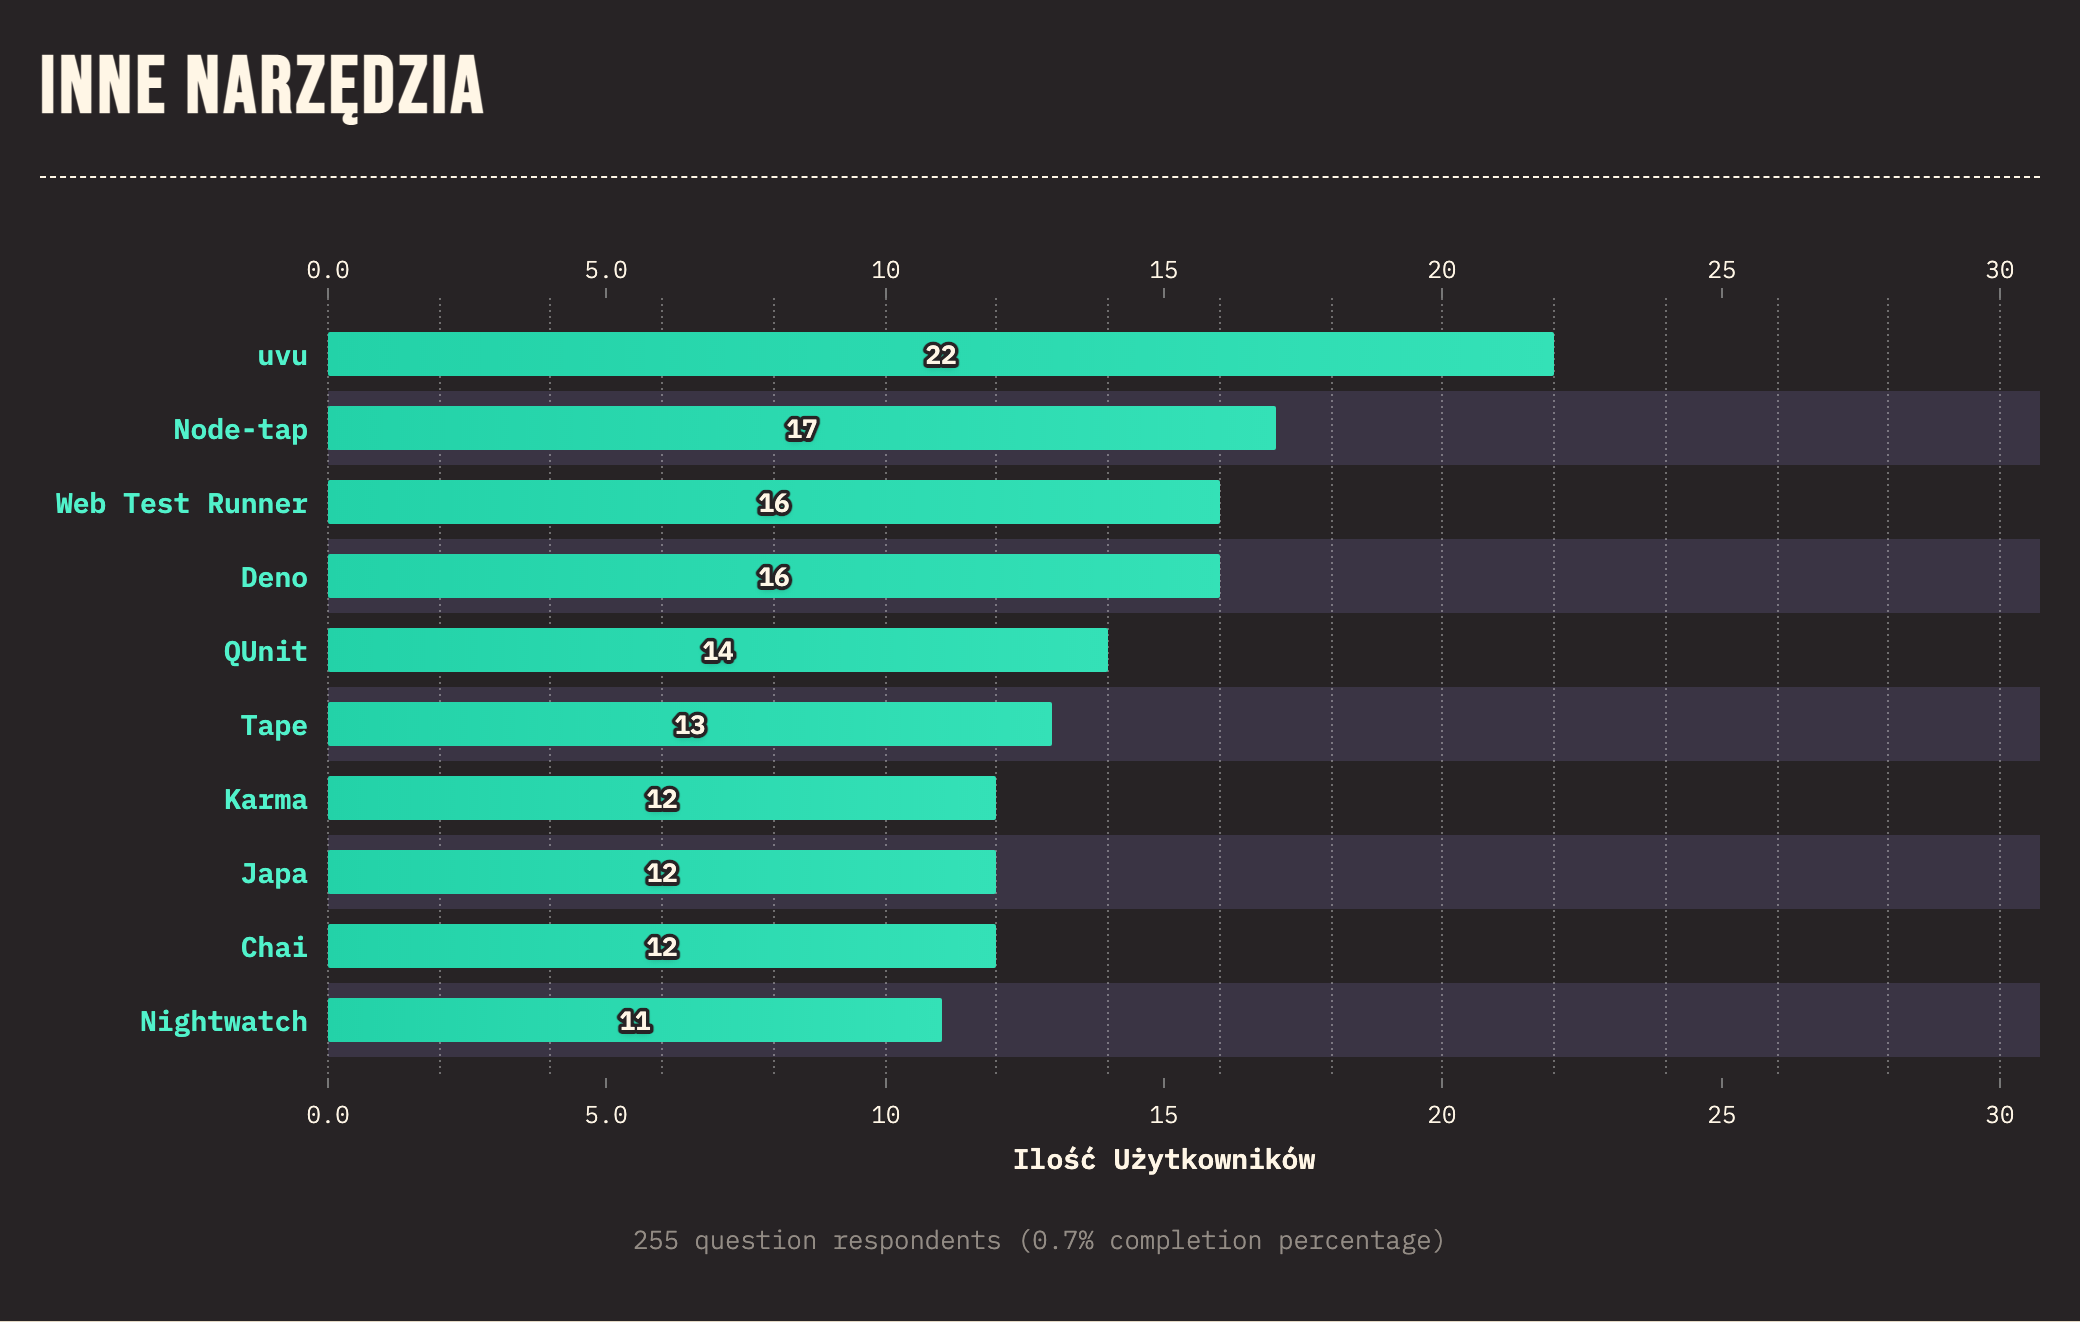 INNE NARZĘDZIA
0.0 5.0 10 15 20 25 30
uvu 22
Node-tap 17
Web Test Runner 16
Deno 16
QUnit 14
Tape 13
Karma 12
Japa 12
Chai 12
Nightwatch 11
0.0 5.0 10 15 20 25 30
Ilość Użytkowników
255 question respondents (0.7% completion percentage)